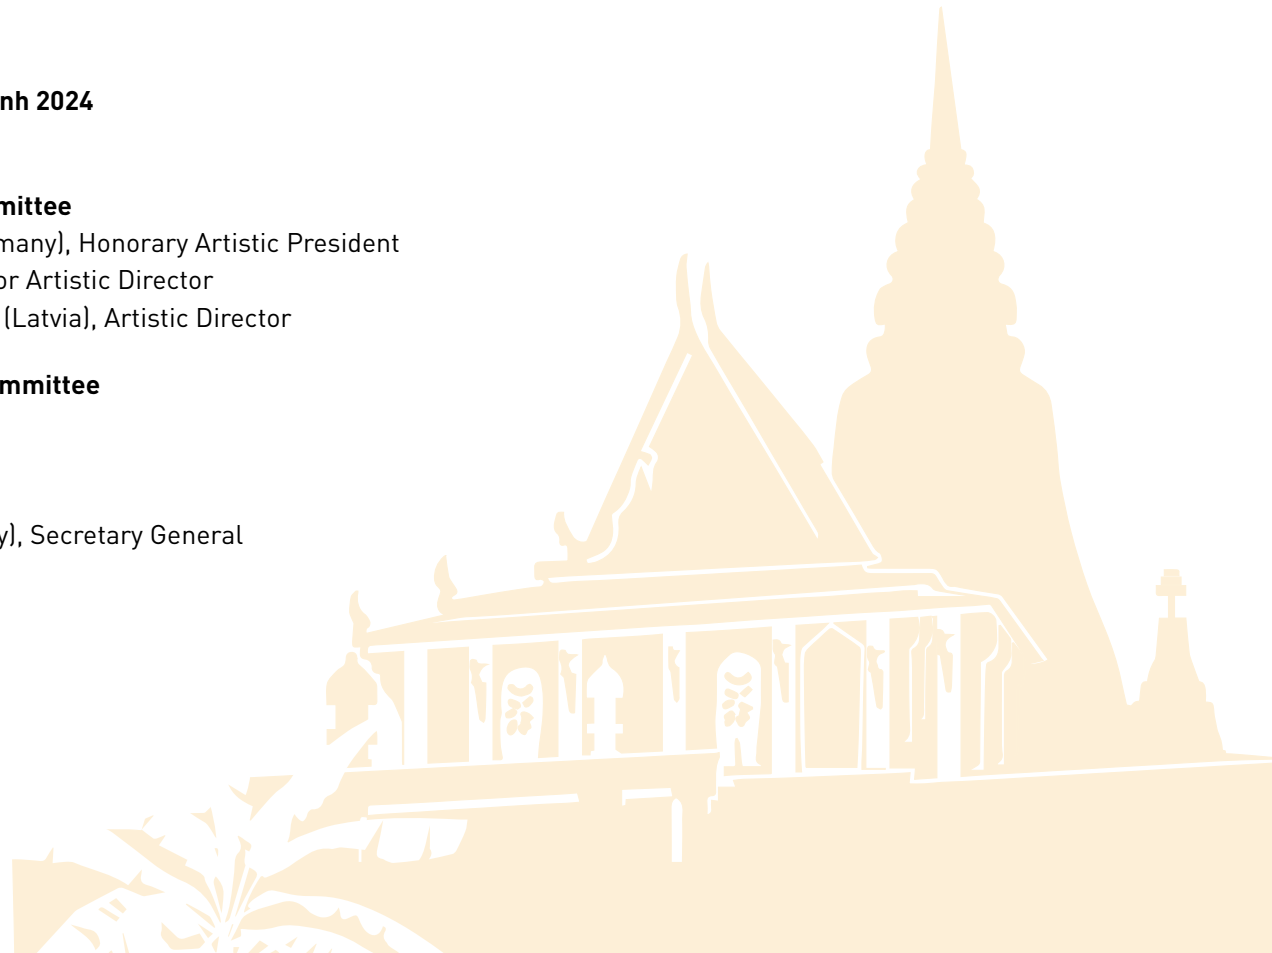 nh 2024
mittee
many), Honorary Artistic President
or Artistic Director
(Latvia), Artistic Director
mmittee
y), Secretary General